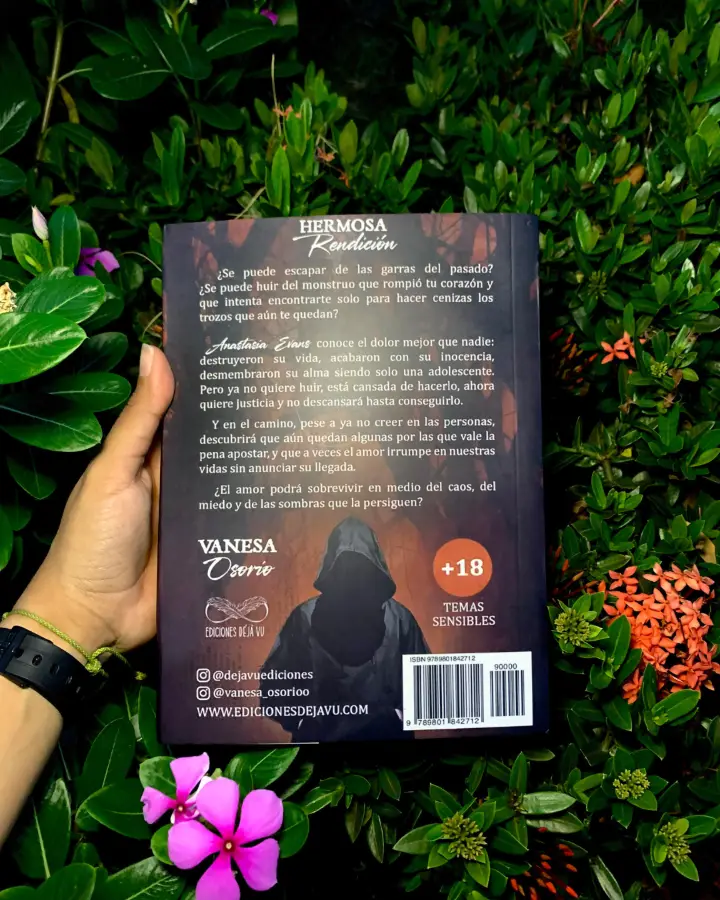 HERMOSA
Rendición
¿Se puede escapar de las garras del pasado?
¿Se puede huir del monstruo que rompió tu corazón y
que intenta encontrarte solo para hacer cenizas los
trozos que aún te quedan?
Anastasia Evans conoce el dolor mejor que nadie:
destruyeron su vida, acabaron con su inocencia,
desmembraron su alma siendo solo una adolescente.
Pero ya no quiere huir, está cansada de hacerlo, ahora
quiere justicia y no descansará hasta conseguirlo.
Y en el camino, pese a ya no creer en las personas,
descubrirá que aún quedan algunas por las que vale la
pena apostar, y que a veces el amor irrumpe en nuestras
vidas sin anunciar su llegada.
¿El amor podrá sobrevivir en medio del caos, del
miedo y de las sombras que la persiguen?
VANESA
Osorio
+18
TEMAS
SENSIBLES
EDICIONES DÉJÀ VU
@dejavuediciones
@vanesa_osorioo
WWW.EDICIONESDEJAVU.COM
ISBN 9789801842712
90000
9 789801 842712